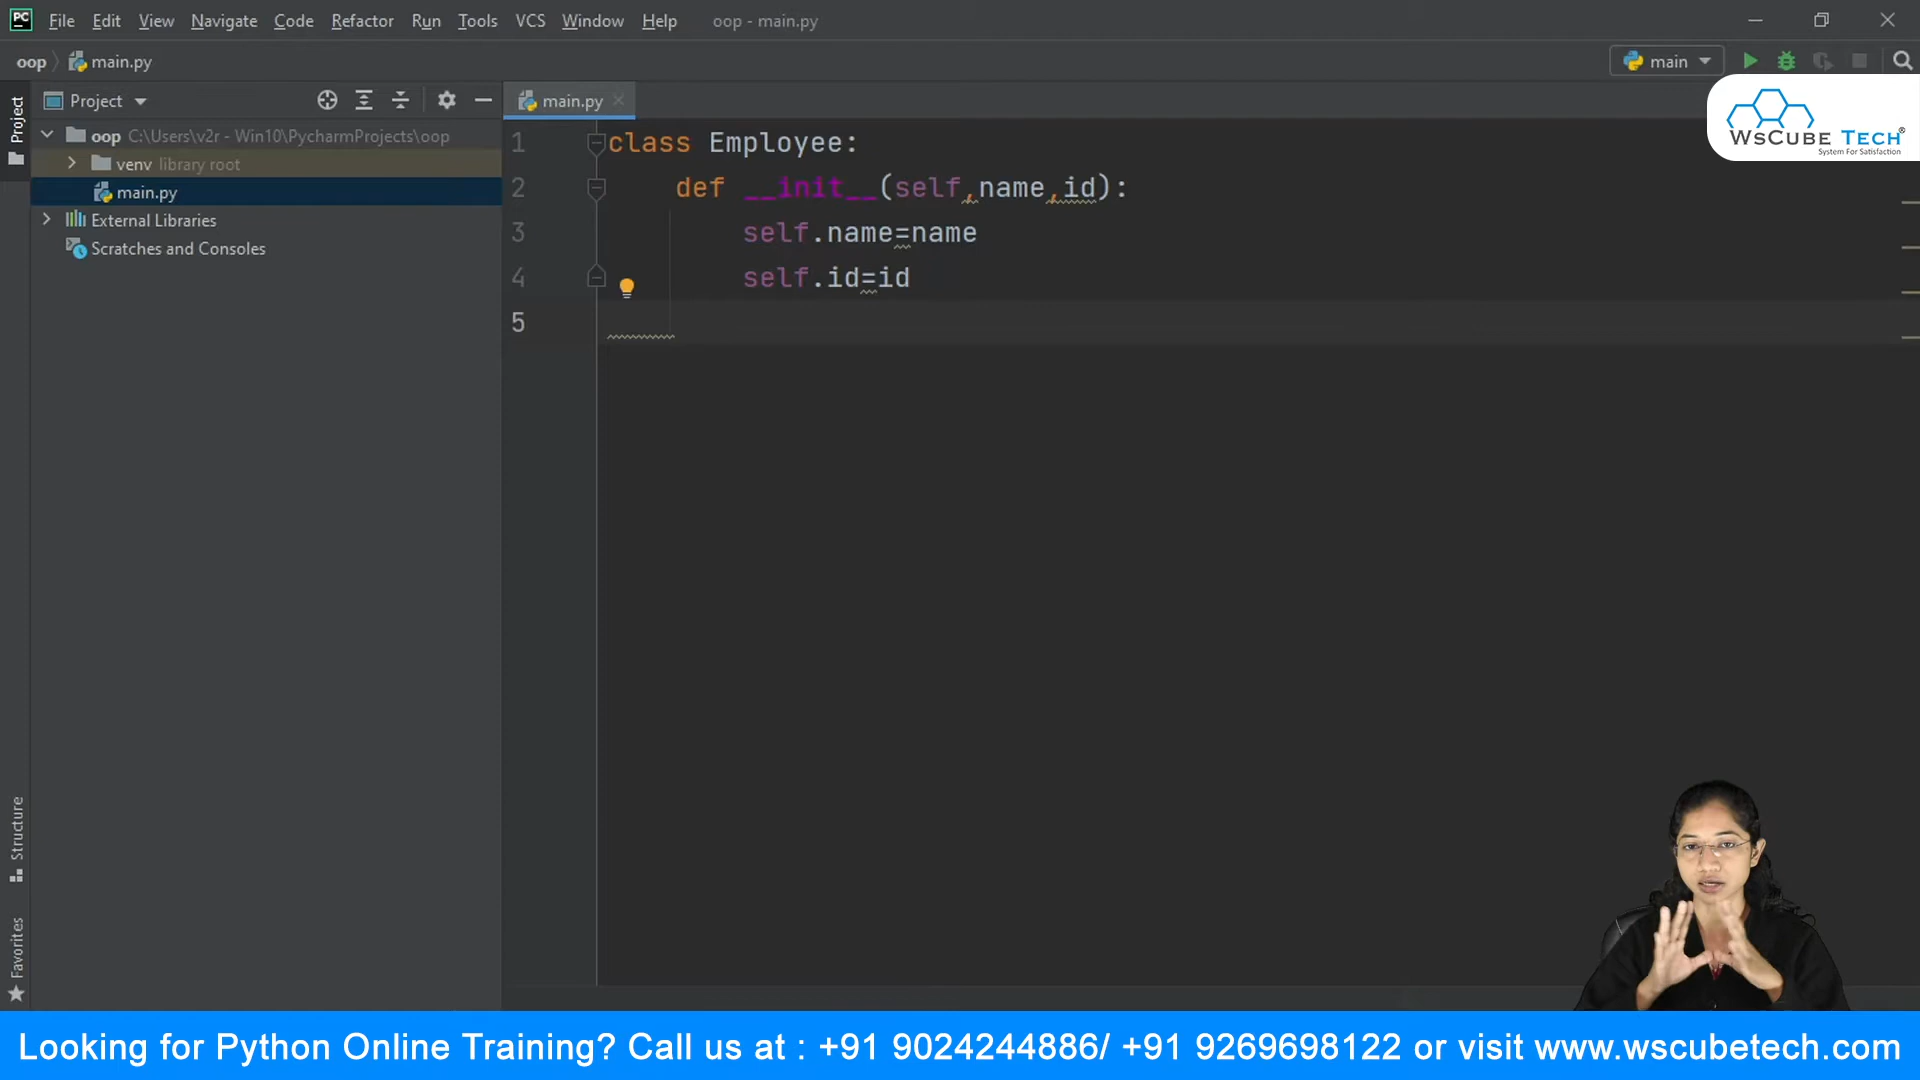 File Edit View Navigate Code Refactor Run Tools VCS Window Help oop - main.py
oop main.py
main
Project
main.py
WsCube Tech®
System For Satisfaction
Project
oop C:\Users\v2r - Win10\PycharmProjects\oop
venv library root
main.py
External Libraries
Scratches and Consoles
1 class Employee:
2 def __init__(self,name,id):
3 self.name=name
4 self.id=id
5
Structure
Favorites
Looking for Python Online Training? Call us at : +91 9024244886/ +91 9269698122 or visit www.wscubetech.com